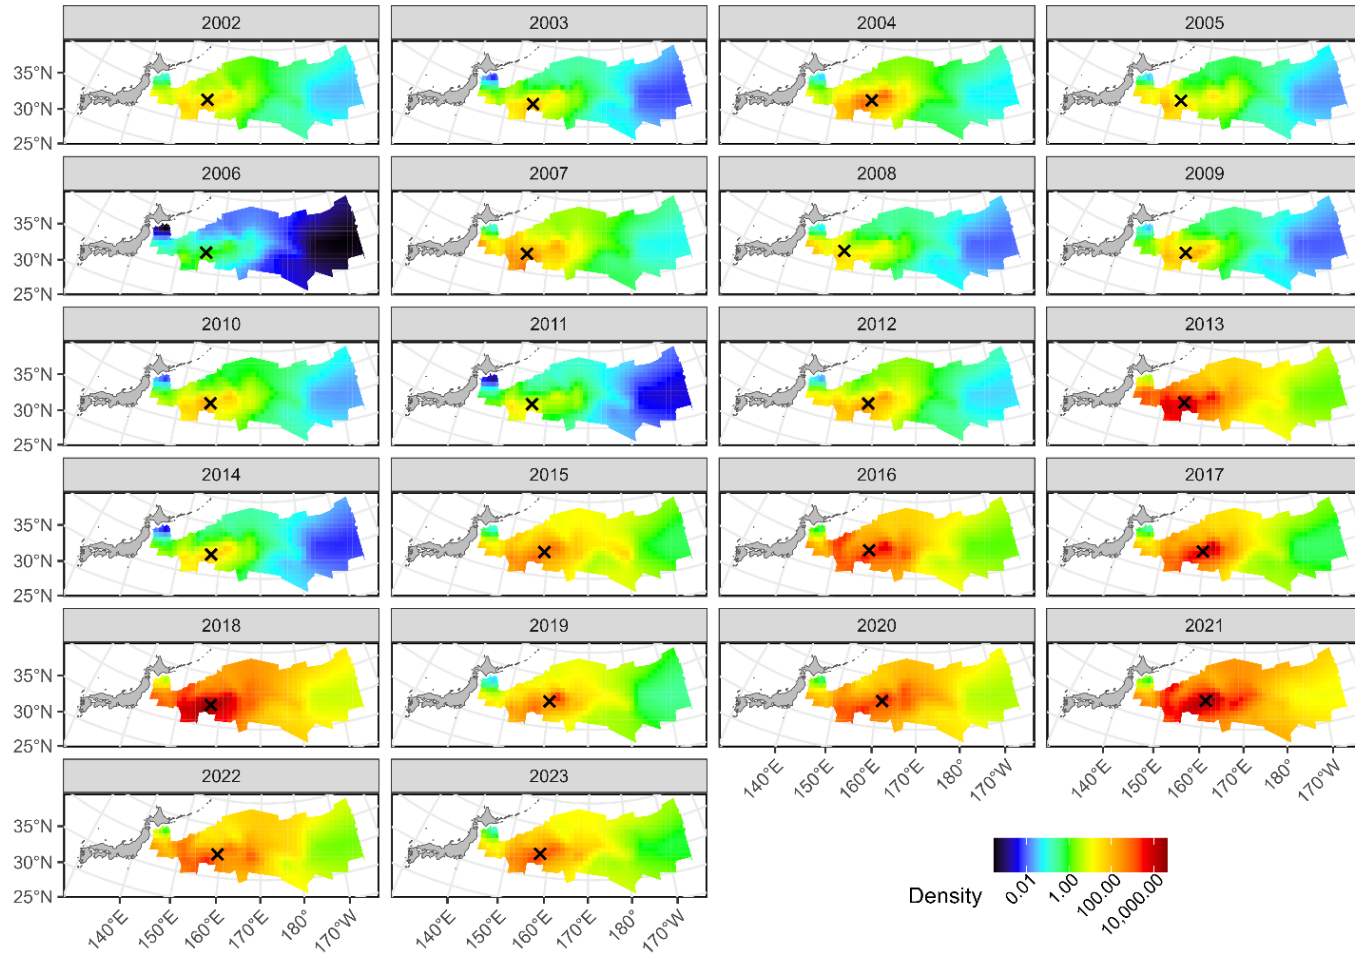 2002 2003 2004 2005
35°N
30°N
25°N
2006 2007 2008 2009
35°N
30°N
25°N
2010 2011 2012 2013
35°N
30°N
25°N
2014 2015 2016 2017
35°N
30°N
25°N
2018 2019 2020 2021
35°N
30°N
25°N
140°E 150°E 160°E 170°E 180° 170°W 140°E 150°E 160°E 170°E 180° 170°W
2022 2023
35°N
30°N
25°N
140°E 150°E 160°E 170°E 180° 170°W 140°E 150°E 160°E 170°E 180° 170°W
Density
0.01 1.00 100.00 10,000.00